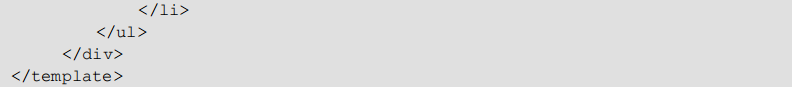 </li>
</ul>
</div>
</template>